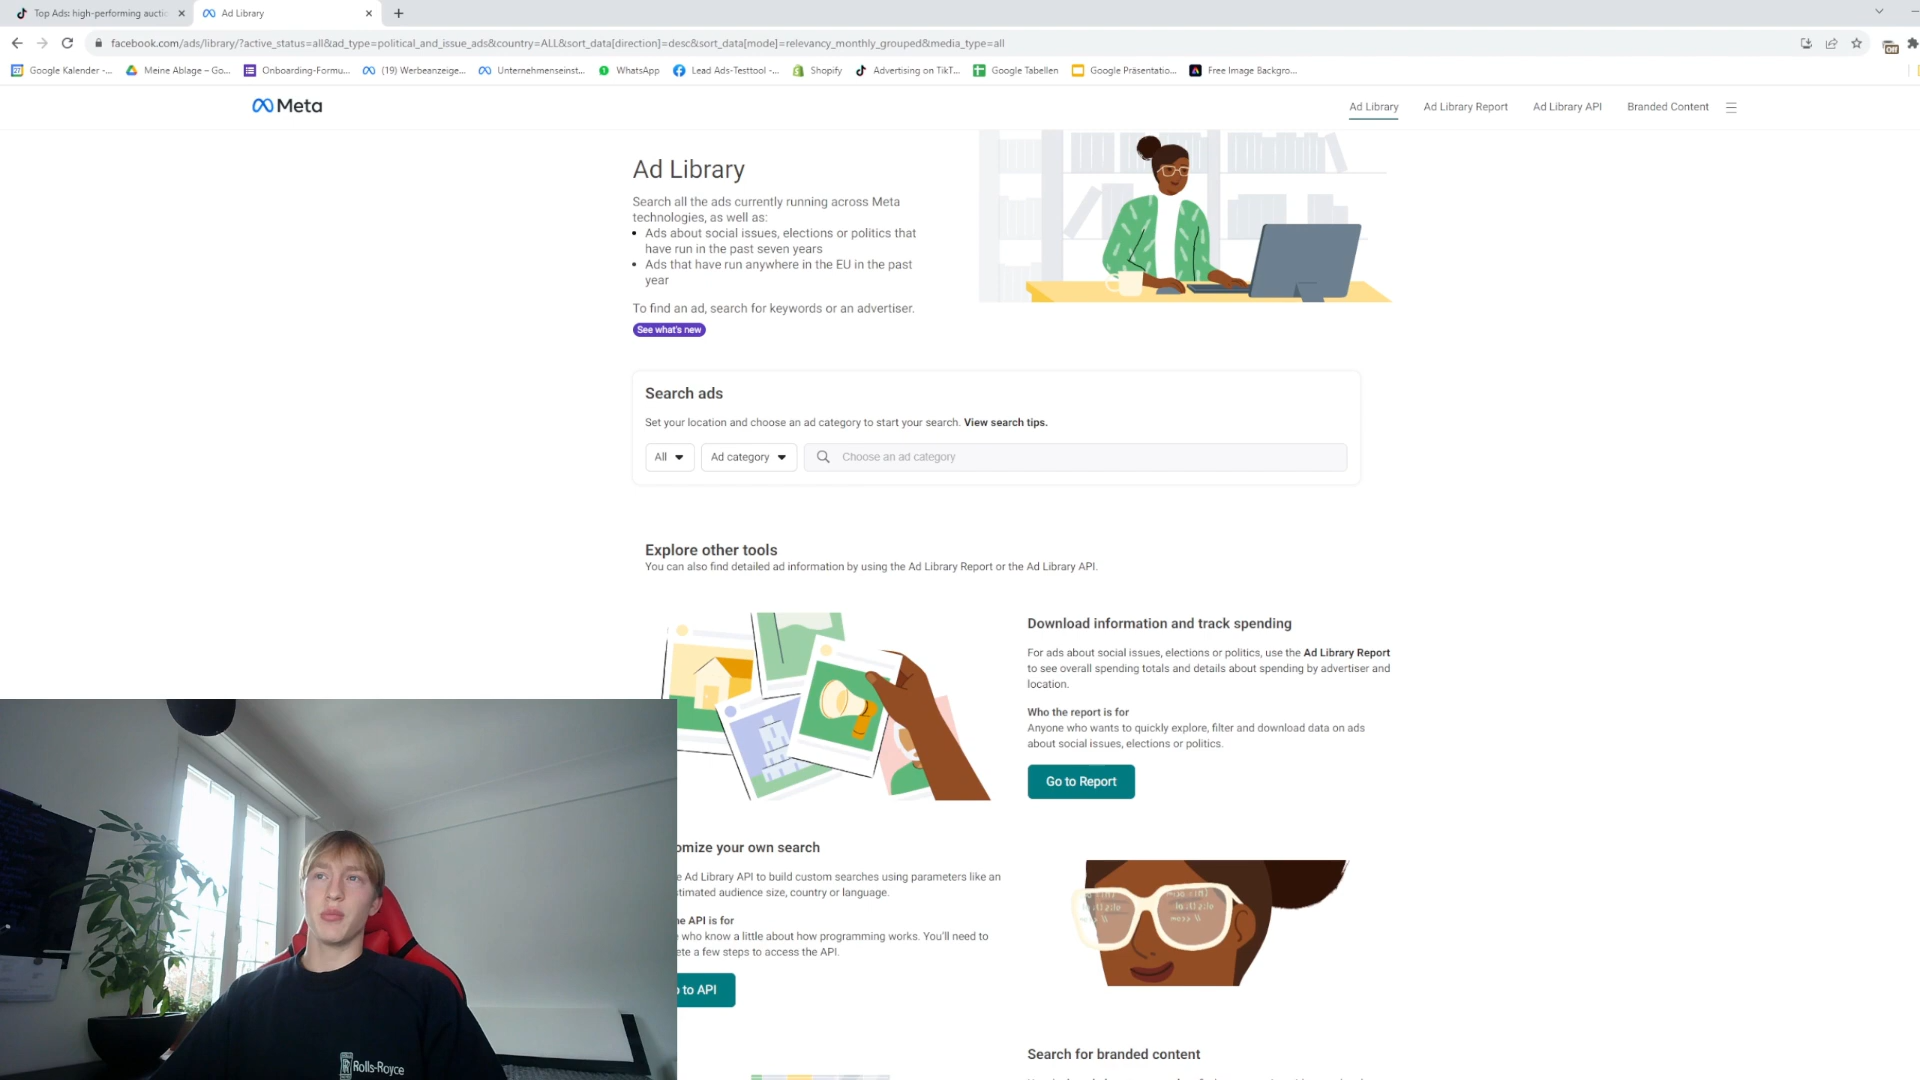 Top Ads: high-performing aucti
Ad Library
facebook.com/ads/library/?active_status=all&ad_type=political_and_issue_ads&country=ALL&sort_data[direction]=desc&sort_data[mode]=relevancy_monthly_grouped&media_type=all
Off
Google Kalender -...
Meine Ablage – Go...
Onboarding-Formu...
(19) Werbeanzeige...
Unternehmenseinst...
WhatsApp
Lead Ads-Testtool -...
Shopify
Advertising on TikT...
Google Tabellen
Google Präsentatio...
Free Image Backgro...
Meta
Ad Library
Ad Library Report
Ad Library API
Branded Content
Ad Library
Search all the ads currently running across Meta
technologies, as well as:
Ads about social issues, elections or politics that
have run in the past seven years
Ads that have run anywhere in the EU in the past
year
To find an ad, search for keywords or an advertiser.
See what's new
Search ads
Set your location and choose an ad category to start your search. View search tips.
All
Ad category
Choose an ad category
Explore other tools
You can also find detailed ad information by using the Ad Library Report or the Ad Library API.
Download information and track spending
For ads about social issues, elections or politics, use the Ad Library Report
to see overall spending totals and details about spending by advertiser and
location.
Who the report is for
Anyone who wants to quickly explore, filter and download data on ads
about social issues, elections or politics.
Go to Report
omize your own search
e Ad Library API to build custom searches using parameters like an
stimated audience size, country or language.
he API is for
who know a little about how programming works. You'll need to
ete a few steps to access the API.
to API
Rolls-Royce
Search for branded content